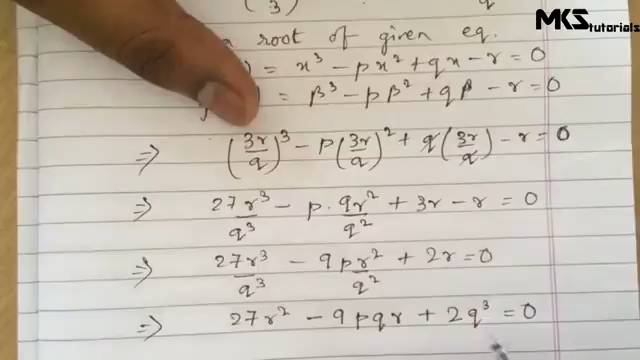 MKS tutorials
(3)
q
root of given eq.
) = x³ - px² + qx - r = 0
) = β³ - pβ² + qβ - r = 0
⇒ (3r/q)³ - p(3r/q)² + q(3r/q) - r = 0
⇒ 27r³/q³ - p·9r²/q² + 3r - r = 0
⇒ 27r³/q³ - 9pr²/q² + 2r = 0
⇒ 27r² - 9pqr + 2q³ = 0